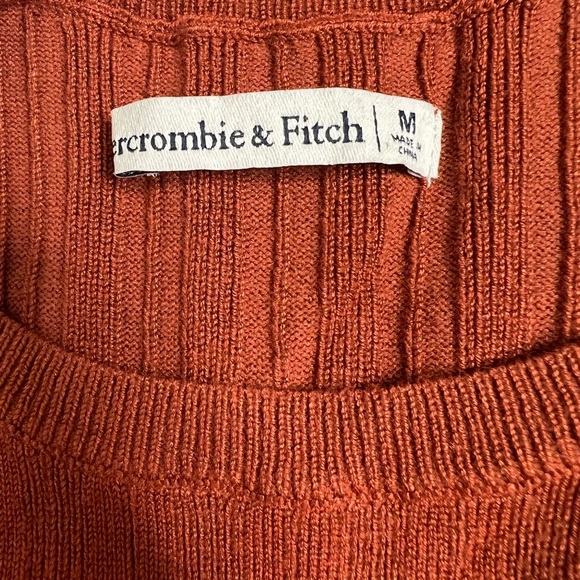 ercrombie & Fitch | M
MADE IN
CHINA